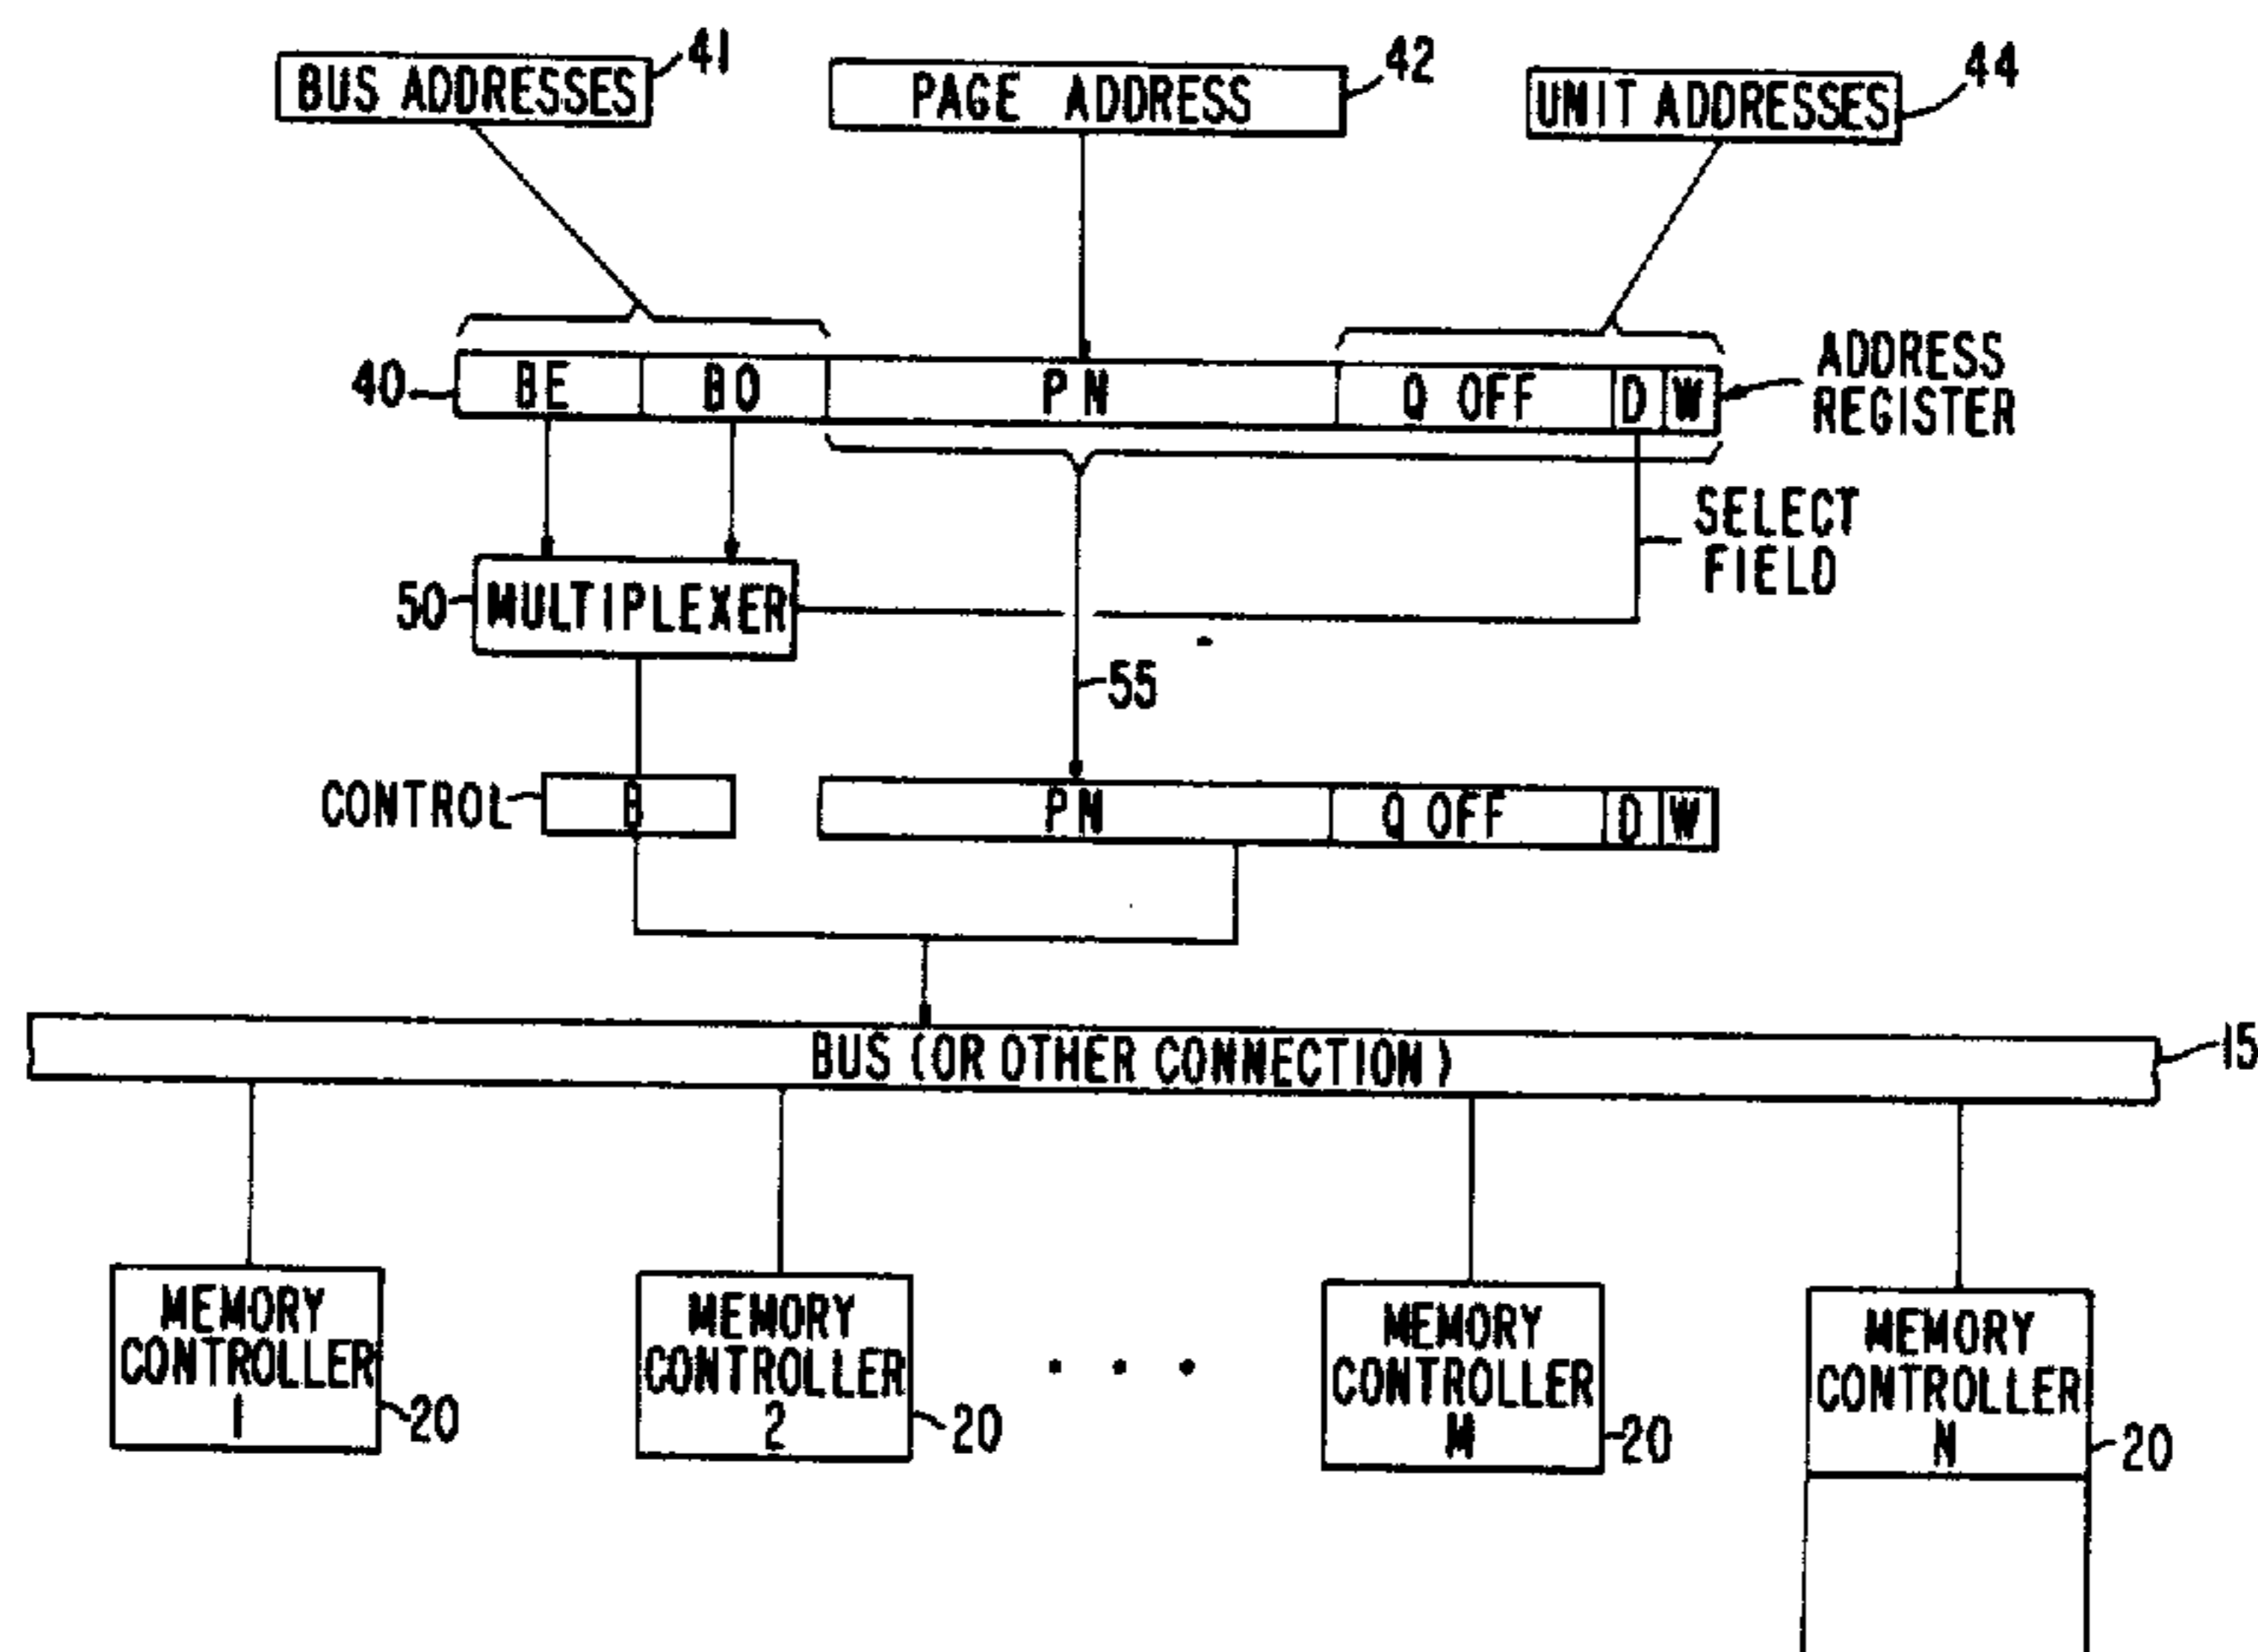 BUS ADDRESSES 41
PAGE ADDRESS 42
UNIT ADDRESSES 44
40 BE BO PN Q OFF D W
ADDRESS
REGISTER
SELECT
FIELD
50 MULTIPLEXER
55
CONTROL B
PN Q OFF D W
BUS (OR OTHER CONNECTION) 15
MEMORY
CONTROLLER
1
20
MEMORY
CONTROLLER
2
20
. . .
MEMORY
CONTROLLER
M
20
MEMORY
CONTROLLER
N
20